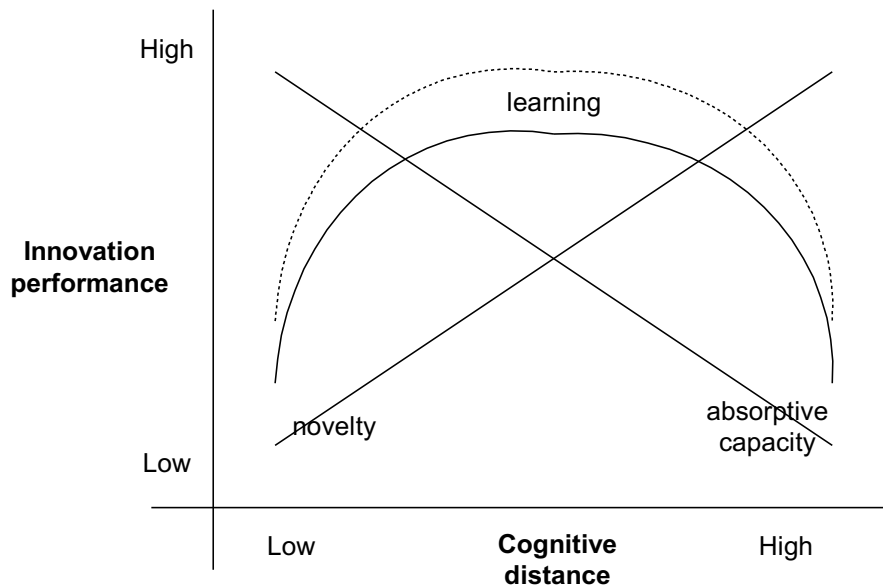 High
learning
Innovation
performance
novelty
absorptive
capacity
Low
Low
Cognitive
distance
High